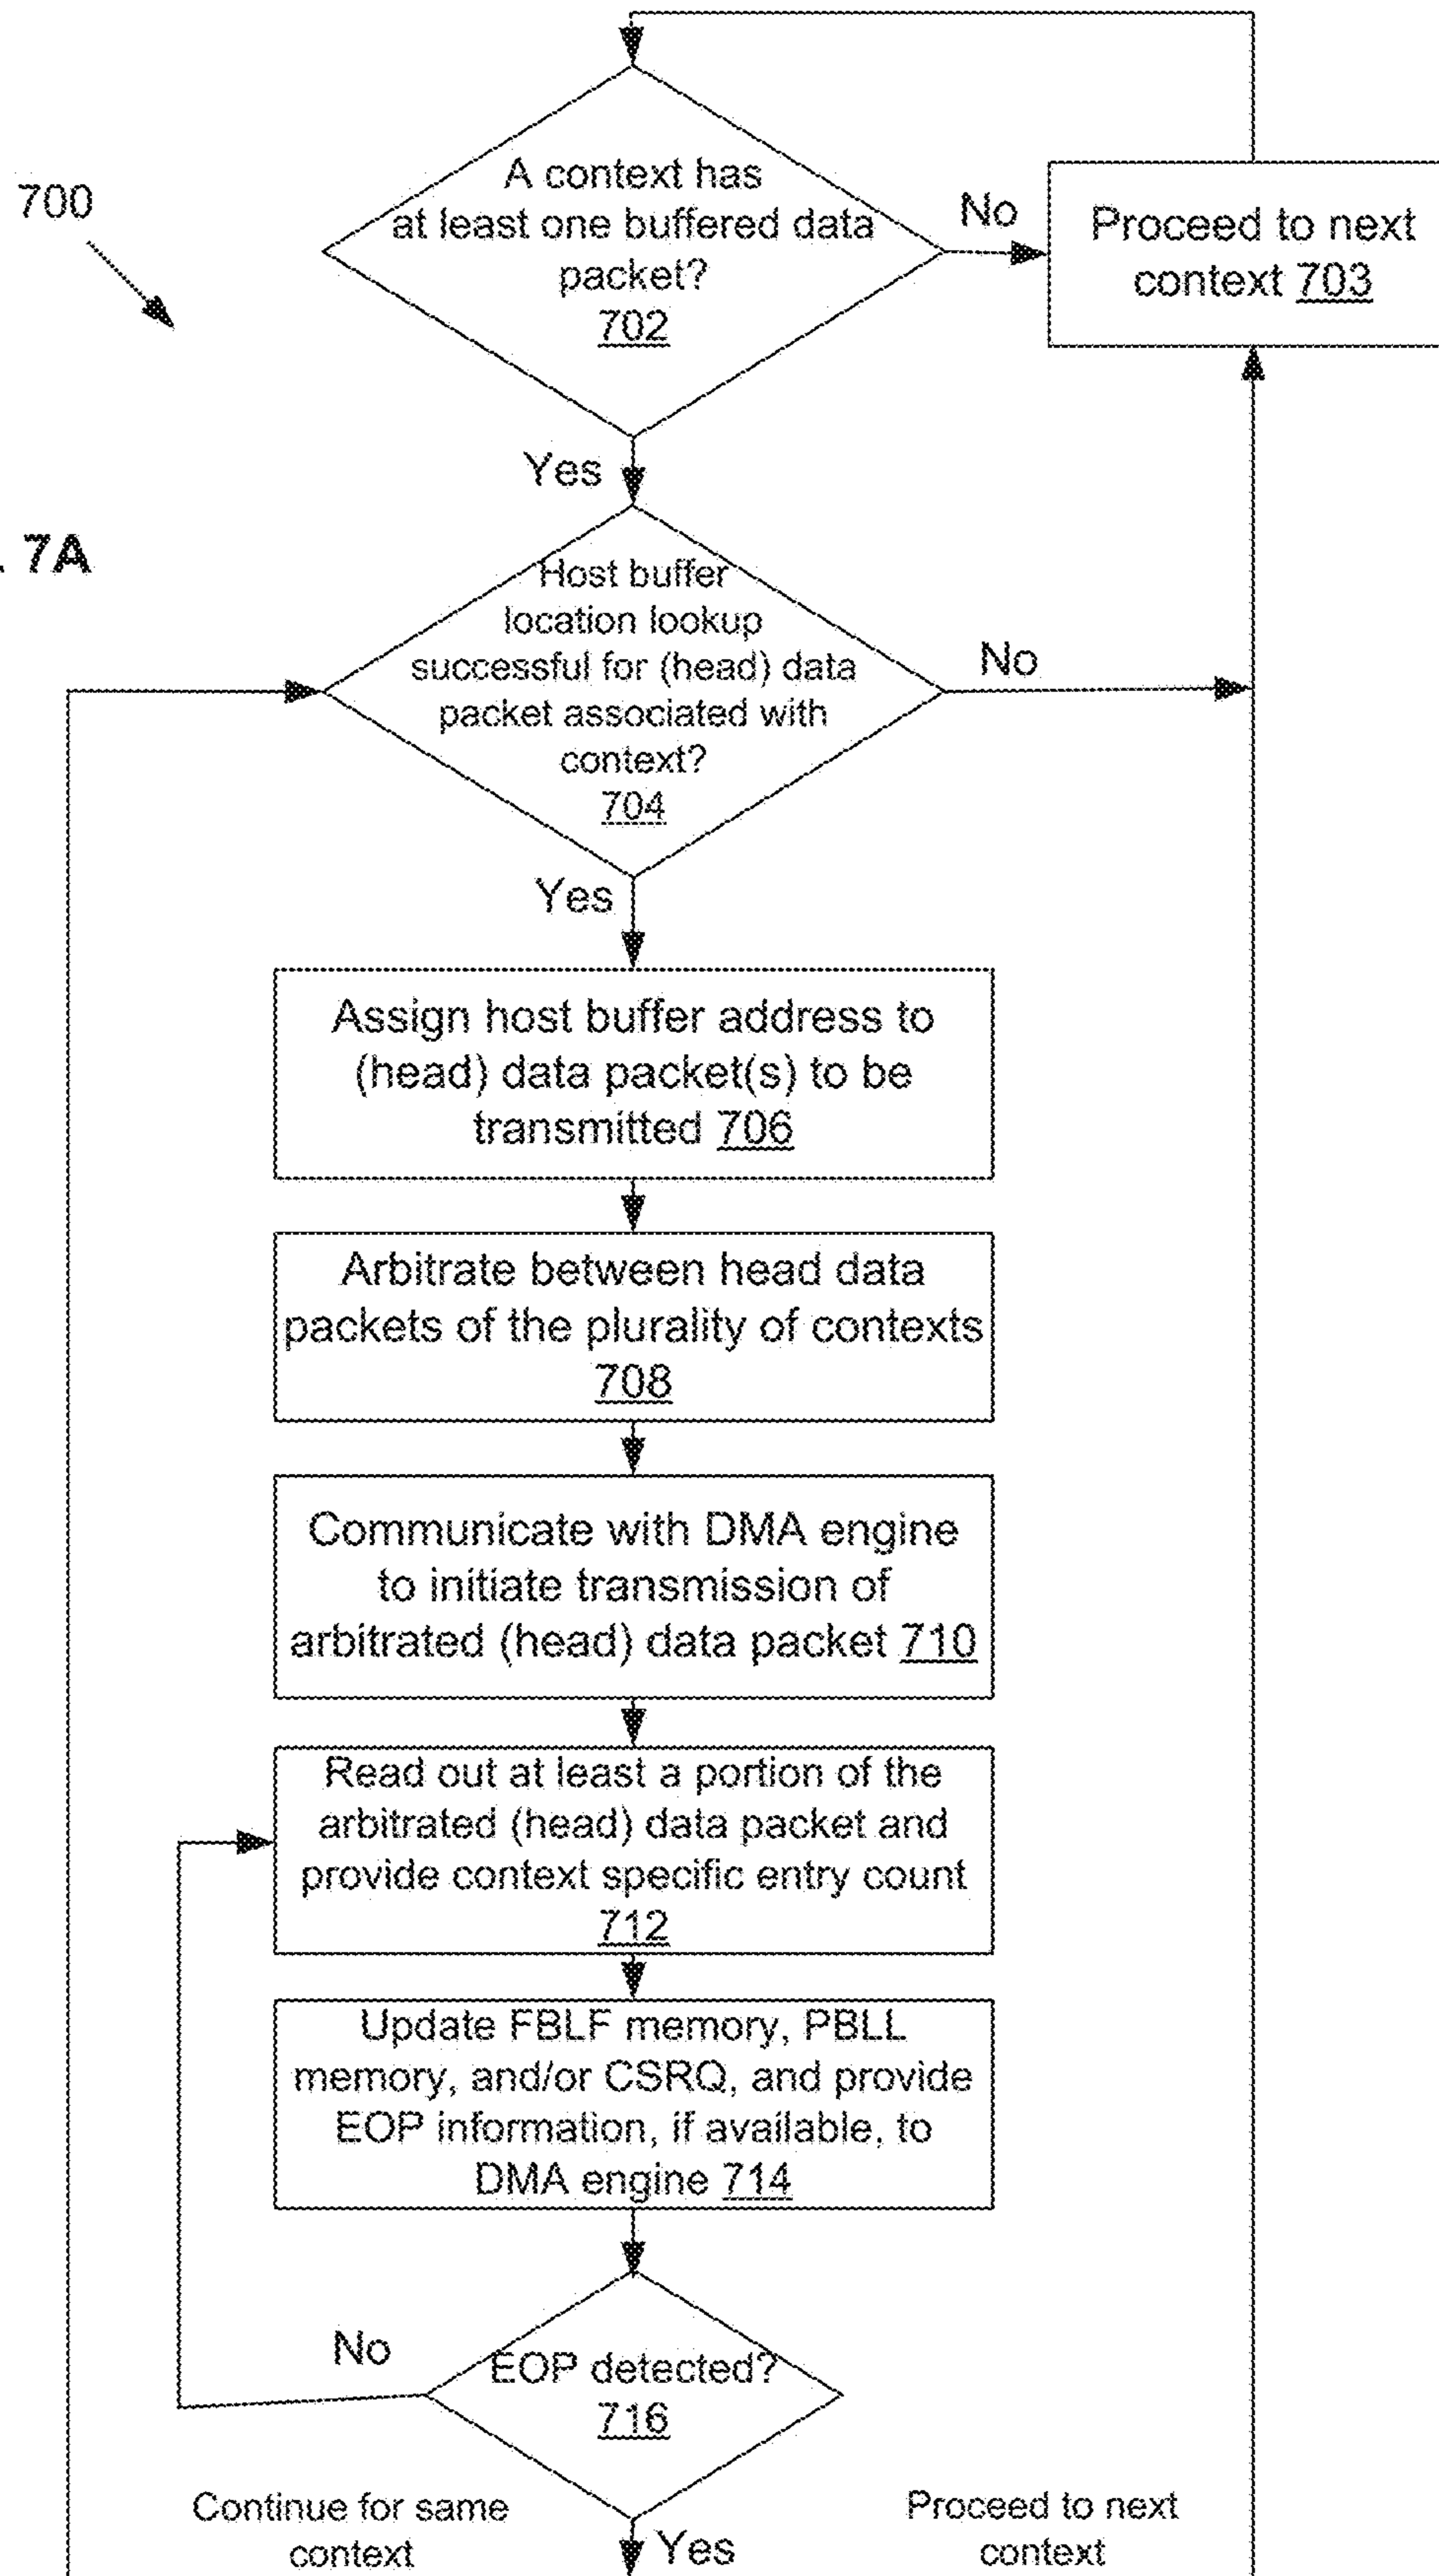 700
A context has
at least one buffered data
packet?
702
No
Proceed to next
context 703
Yes
. 7A
Host buffer
location lookup
successful for (head) data
packet associated with
context?
704
No
Yes
Assign host buffer address to
(head) data packet(s) to be
transmitted 706
Arbitrate between head data
packets of the plurality of contexts
708
Communicate with DMA engine
to initiate transmission of
arbitrated (head) data packet 710
Read out at least a portion of the
arbitrated (head) data packet and
provide context specific entry count
712
Update FBLF memory, PBLL
memory, and/or CSRQ, and provide
EOP information, if available, to
DMA engine 714
No
EOP detected?
716
Continue for same
context
Yes
Proceed to next
context